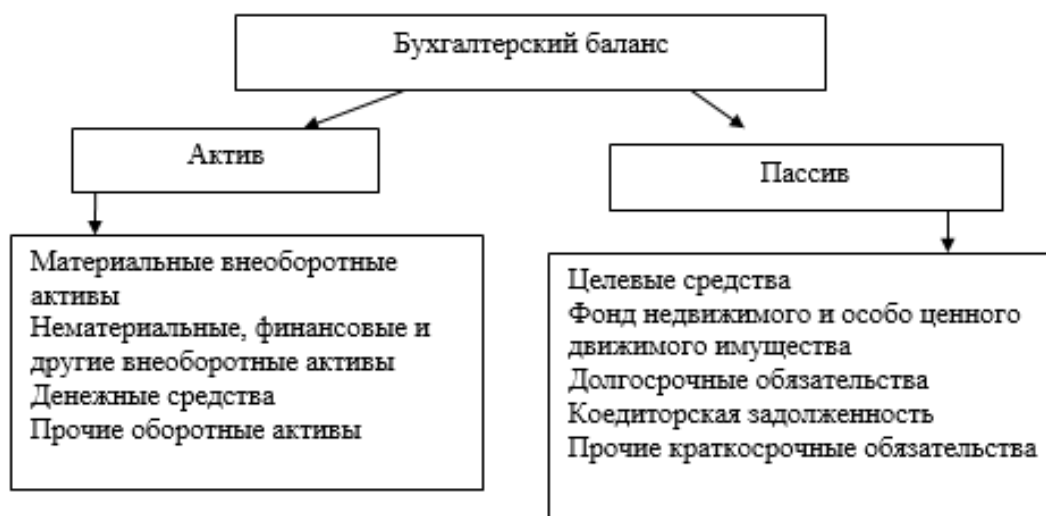 Бухгалтерский баланс
Актив
Пассив
Материальные внеоборотные
активы
Нематериальные, финансовые и
другие внеоборотные активы
Денежные средства
Прочие оборотные активы
Целевые средства
Фонд недвижимого и особо ценного
движимого имущества
Долгосрочные обязательства
Коедиторская задолженность
Прочие краткосрочные обязательства